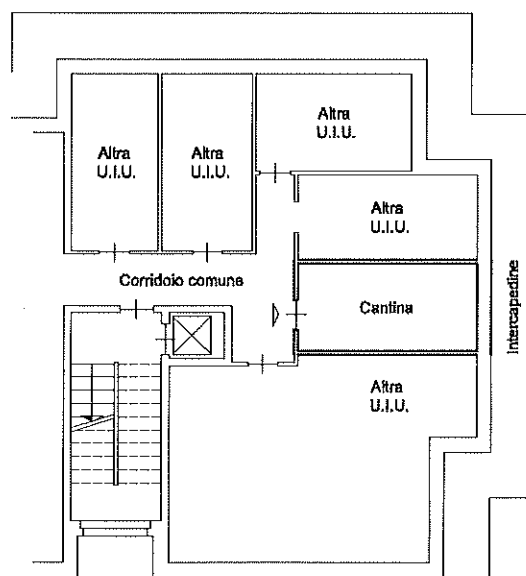 Altra
U.I.U.
Altra
U.I.U.
Altra
U.I.U.
Altra
U.I.U.
Corridoio comune
Cantina
Intercapedine
Altra
U.I.U.